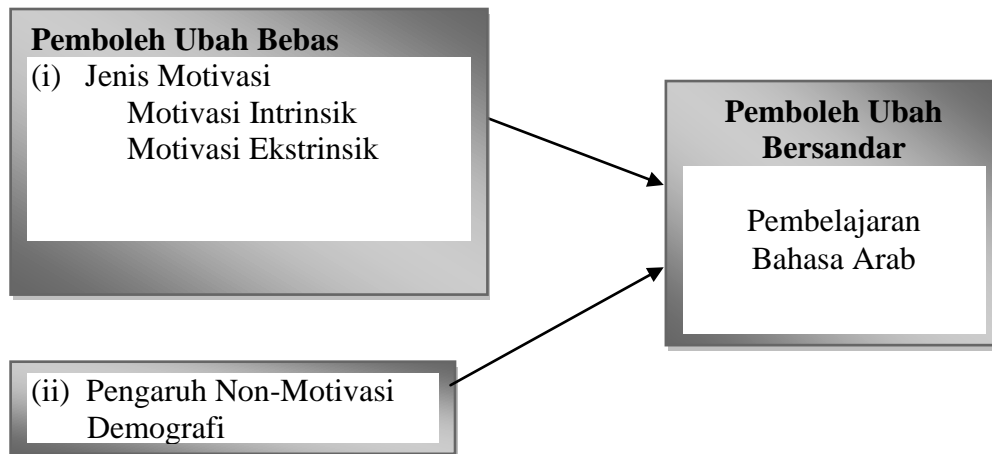 Pemboleh Ubah Bebas
(i) Jenis Motivasi
Motivasi Intrinsik
Motivasi Ekstrinsik
Pemboleh Ubah
Bersandar
Pembelajaran
Bahasa Arab
(ii) Pengaruh Non-Motivasi
Demografi